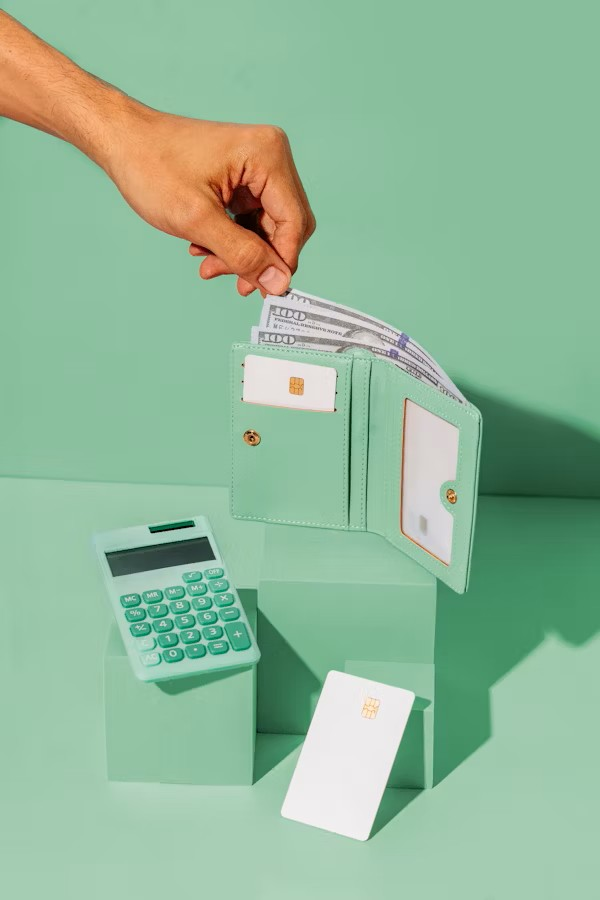 100
FEDERAL RESERVE NOTE
100
✓ OFF
MC MR M- M+ ÷
% 7 8 9 ×
4 5 6 −
1 2 3 +
0 • =